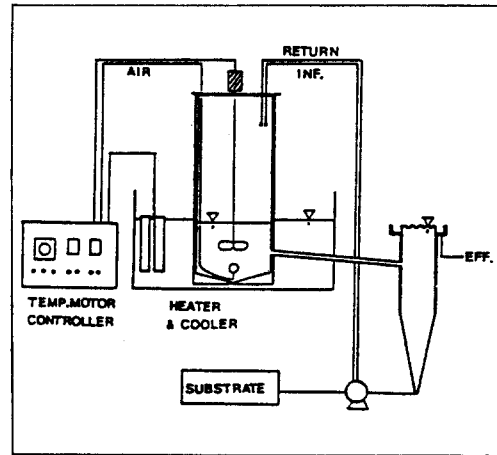 RETURN
AIR
INF.
EFF.
TEMP.MOTOR
CONTROLLER
HEATER
& COOLER
SUBSTRATE